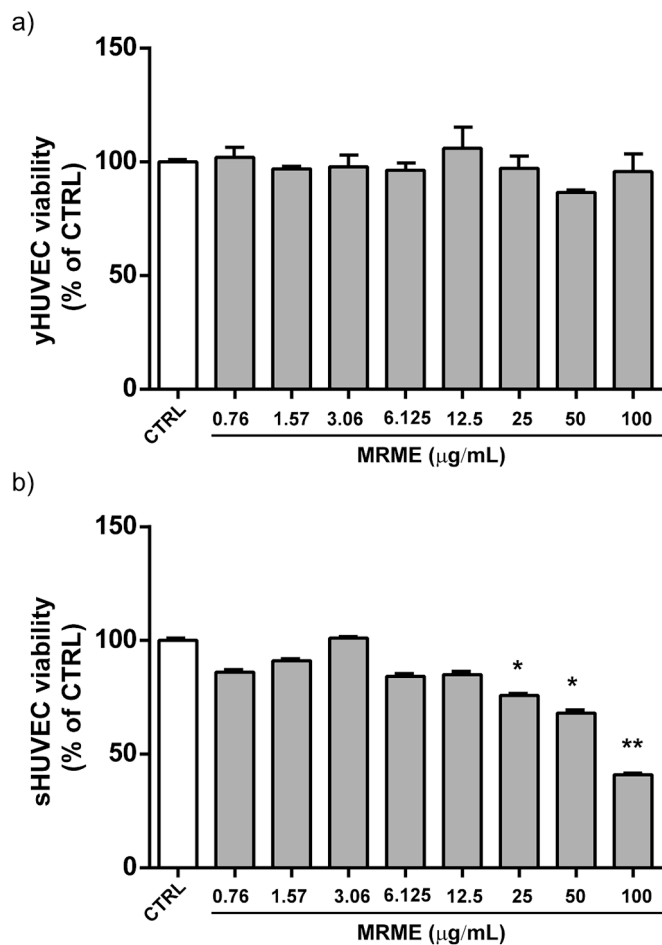 a)
yHUVEC viability
(% of CTRL)
150
100
50
0
CTRL 0.76 1.57 3.06 6.125 12.5 25 50 100
MRME (μg/mL)
b)
sHUVEC viability
(% of CTRL)
150
100
50
0
* * **
CTRL 0.76 1.57 3.06 6.125 12.5 25 50 100
MRME (μg/mL)